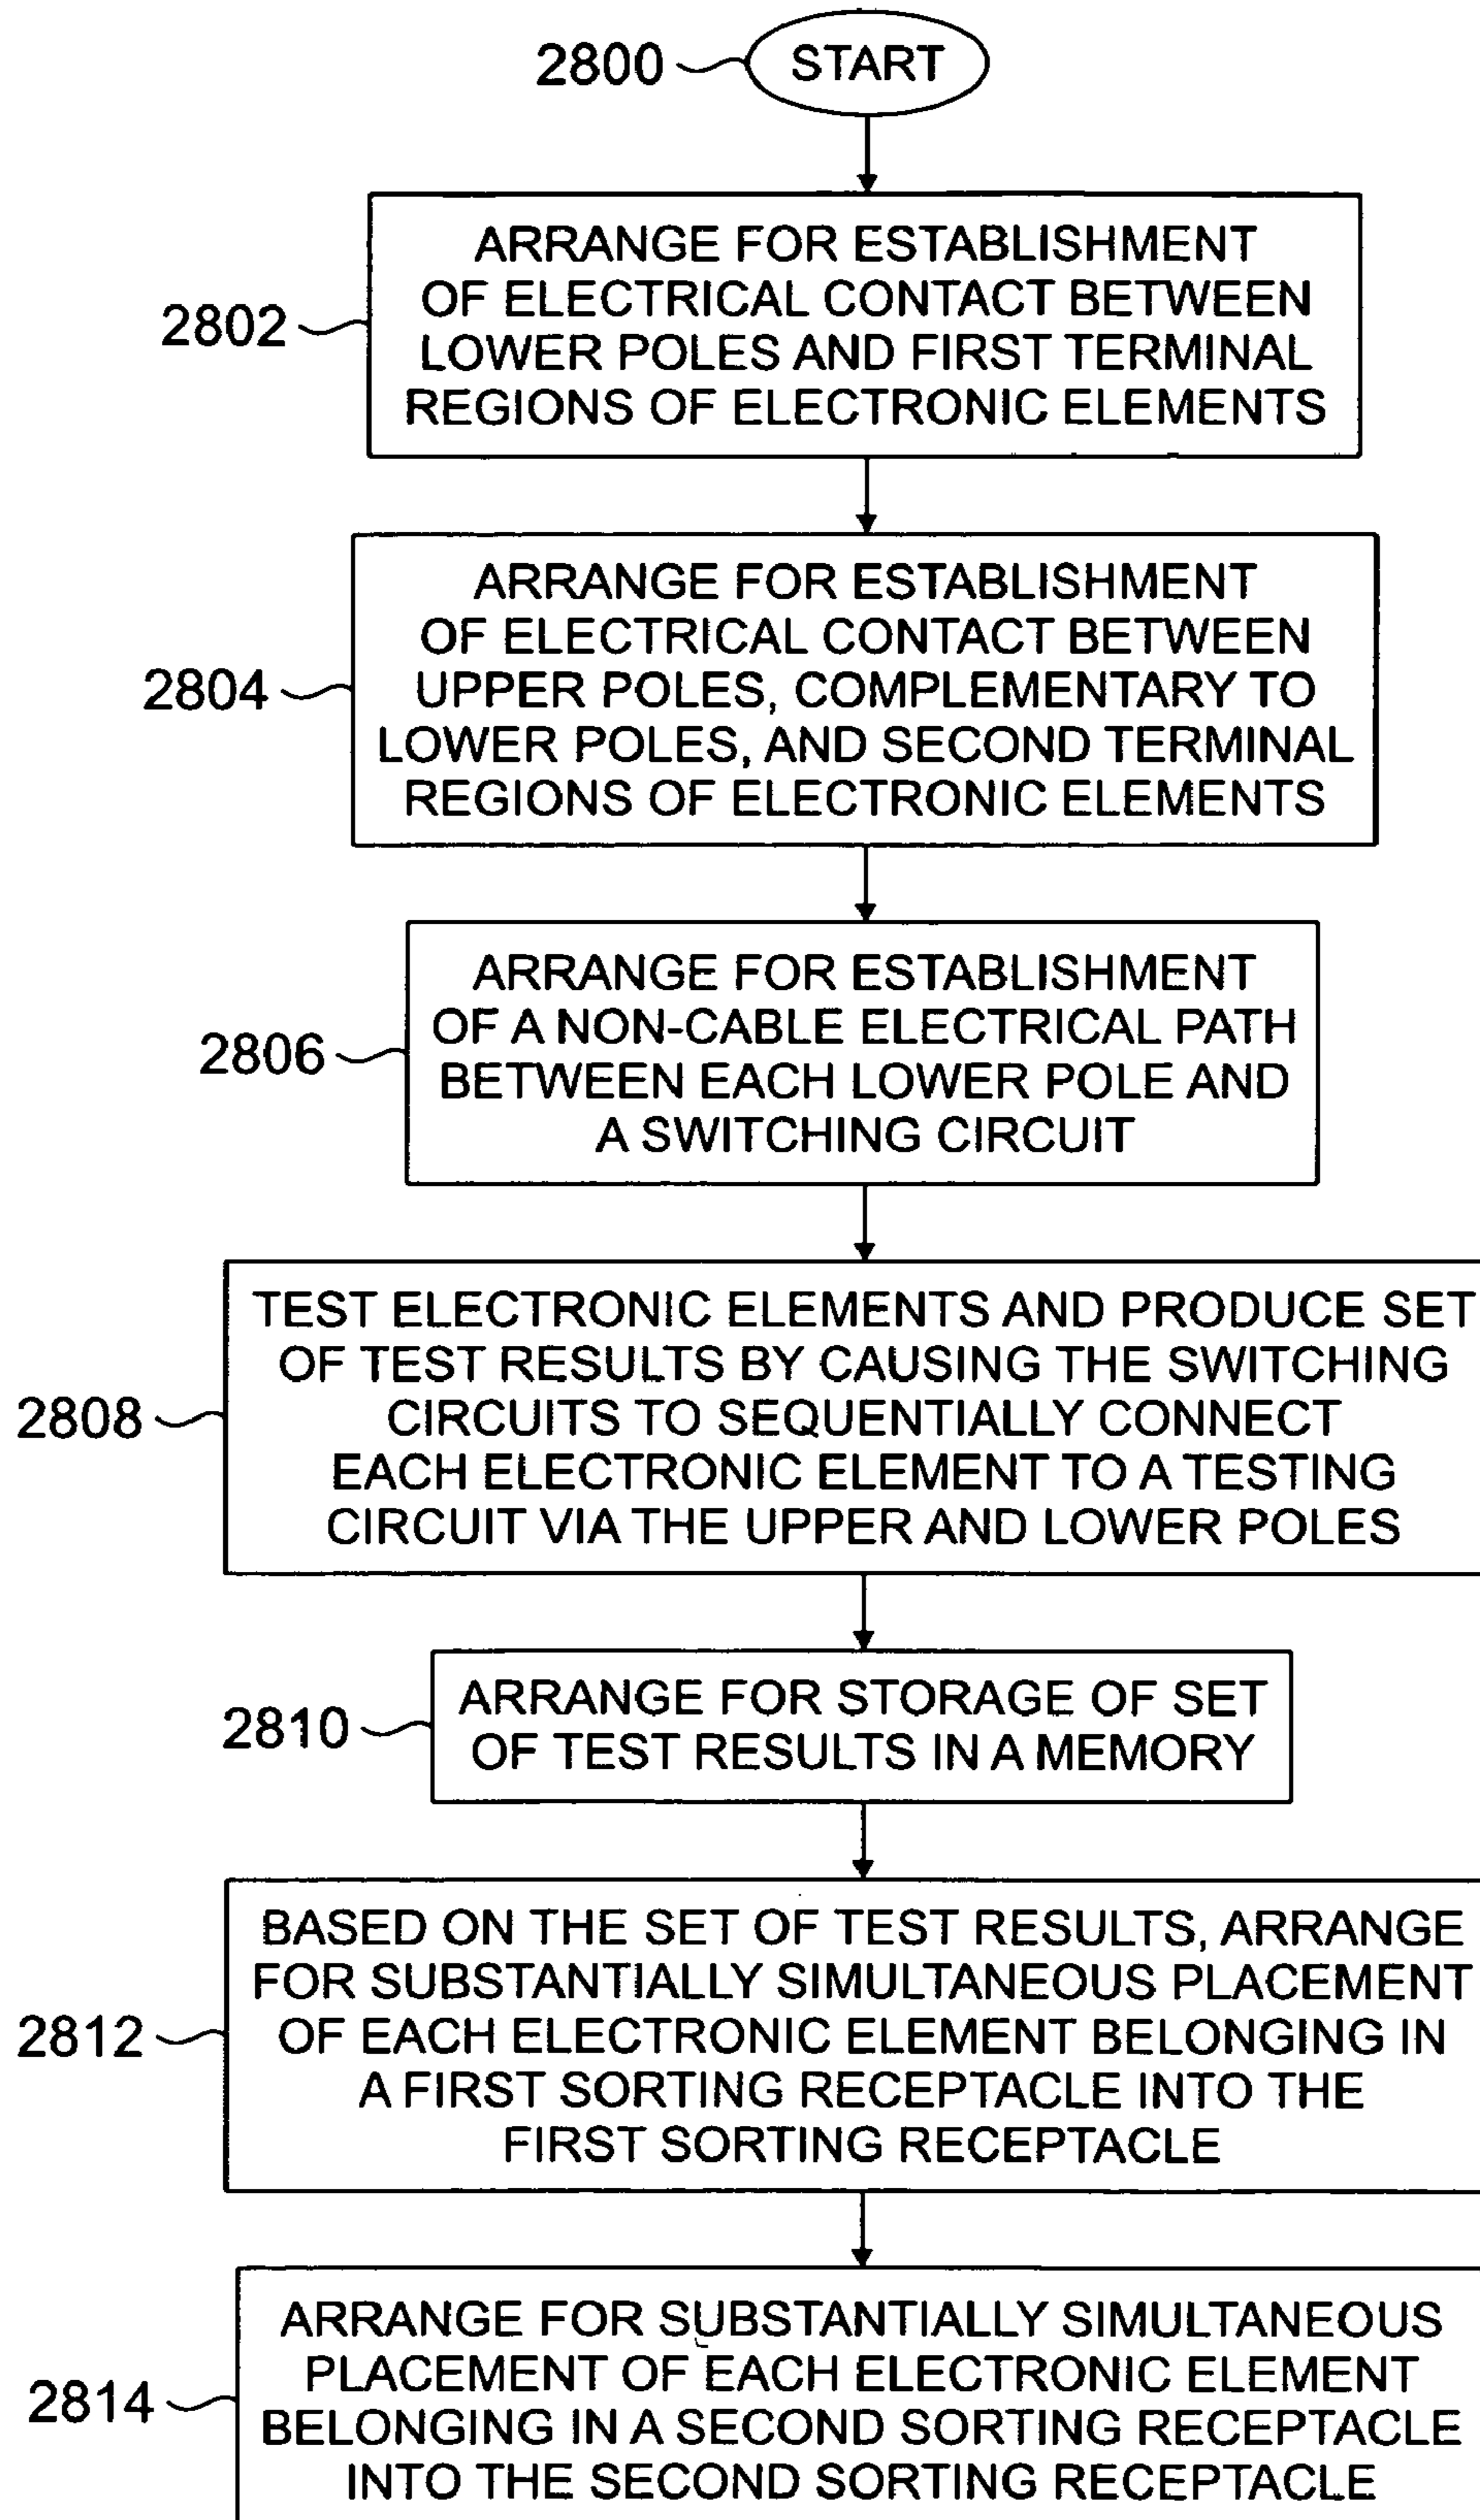 2800 START
ARRANGE FOR ESTABLISHMENT
OF ELECTRICAL CONTACT BETWEEN
2802
LOWER POLES AND FIRST TERMINAL
REGIONS OF ELECTRONIC ELEMENTS
ARRANGE FOR ESTABLISHMENT
OF ELECTRICAL CONTACT BETWEEN
2804
UPPER POLES, COMPLEMENTARY TO
LOWER POLES, AND SECOND TERMINAL
REGIONS OF ELECTRONIC ELEMENTS
ARRANGE FOR ESTABLISHMENT
OF A NON-CABLE ELECTRICAL PATH
2806
BETWEEN EACH LOWER POLE AND
A SWITCHING CIRCUIT
TEST ELECTRONIC ELEMENTS AND PRODUCE SET
OF TEST RESULTS BY CAUSING THE SWITCHING
2808
CIRCUITS TO SEQUENTIALLY CONNECT
EACH ELECTRONIC ELEMENT TO A TESTING
CIRCUIT VIA THE UPPER AND LOWER POLES
2810
ARRANGE FOR STORAGE OF SET
OF TEST RESULTS IN A MEMORY
BASED ON THE SET OF TEST RESULTS, ARRANGE
FOR SUBSTANTIALLY SIMULTANEOUS PLACEMENT
2812
OF EACH ELECTRONIC ELEMENT BELONGING IN
A FIRST SORTING RECEPTACLE INTO THE
FIRST SORTING RECEPTACLE
ARRANGE FOR SUBSTANTIALLY SIMULTANEOUS
PLACEMENT OF EACH ELECTRONIC ELEMENT
2814
BELONGING IN A SECOND SORTING RECEPTACLE
INTO THE SECOND SORTING RECEPTACLE